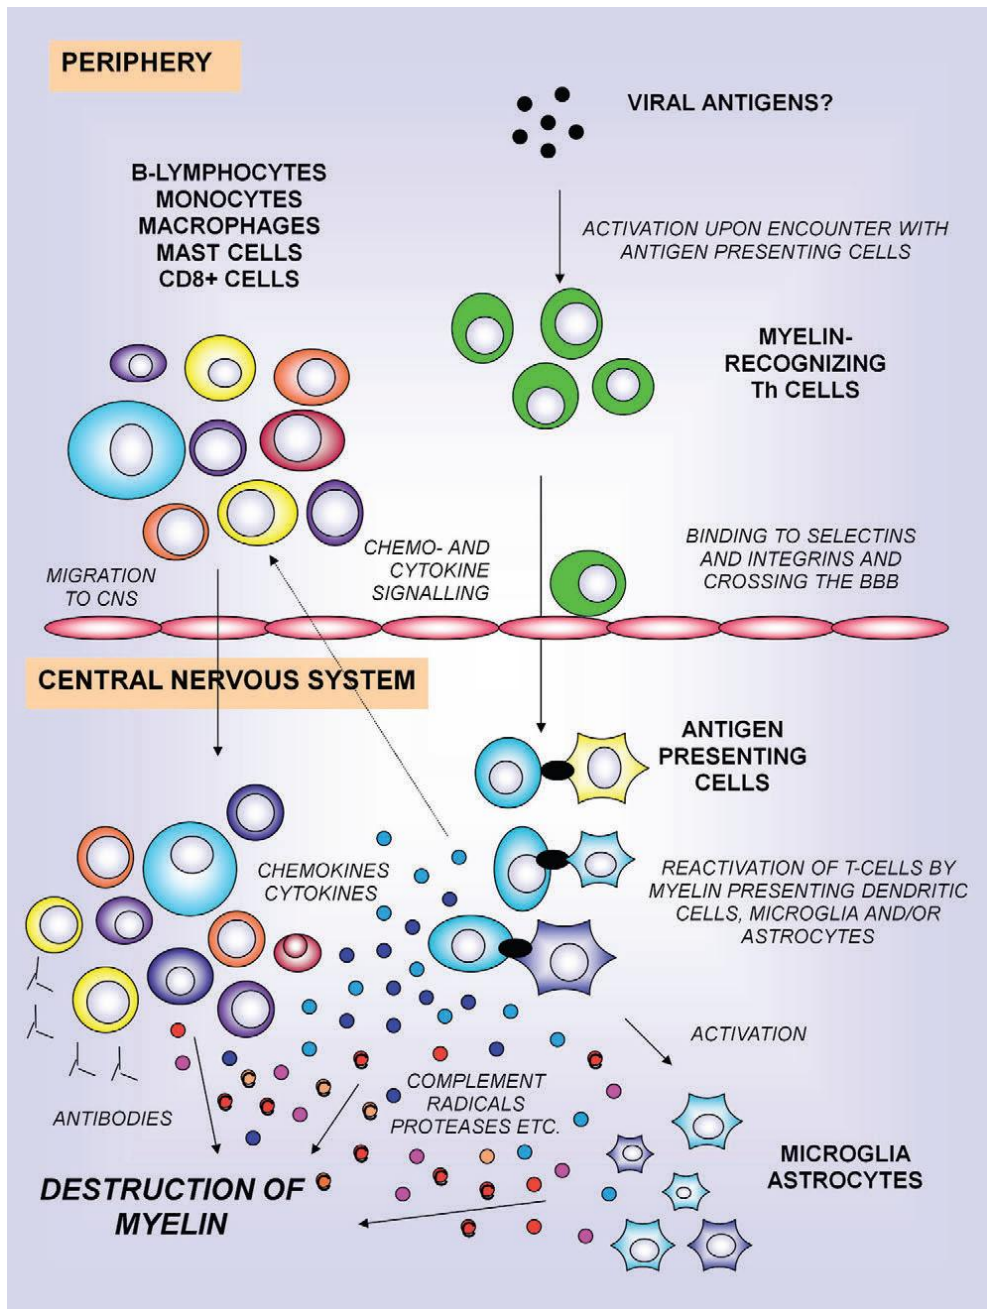 PERIPHERY
VIRAL ANTIGENS?
B-LYMPHOCYTES
MONOCYTES
MACROPHAGES
MAST CELLS
CD8+ CELLS
ACTIVATION UPON ENCOUNTER WITH
ANTIGEN PRESENTING CELLS
MYELIN-
RECOGNIZING
Th CELLS
MIGRATION
TO CNS
CHEMO- AND
CYTOKINE
SIGNALLING
BINDING TO SELECTINS
AND INTEGRINS AND
CROSSING THE BBB
CENTRAL NERVOUS SYSTEM
ANTIGEN
PRESENTING
CELLS
CHEMOKINES
CYTOKINES
REACTIVATION OF T-CELLS BY
MYELIN PRESENTING DENDRITIC
CELLS, MICROGLIA AND/OR
ASTROCYTES
ACTIVATION
ANTIBODIES
COMPLEMENT
RADICALS
PROTEASES ETC.
MICROGLIA
ASTROCYTES
DESTRUCTION OF
MYELIN